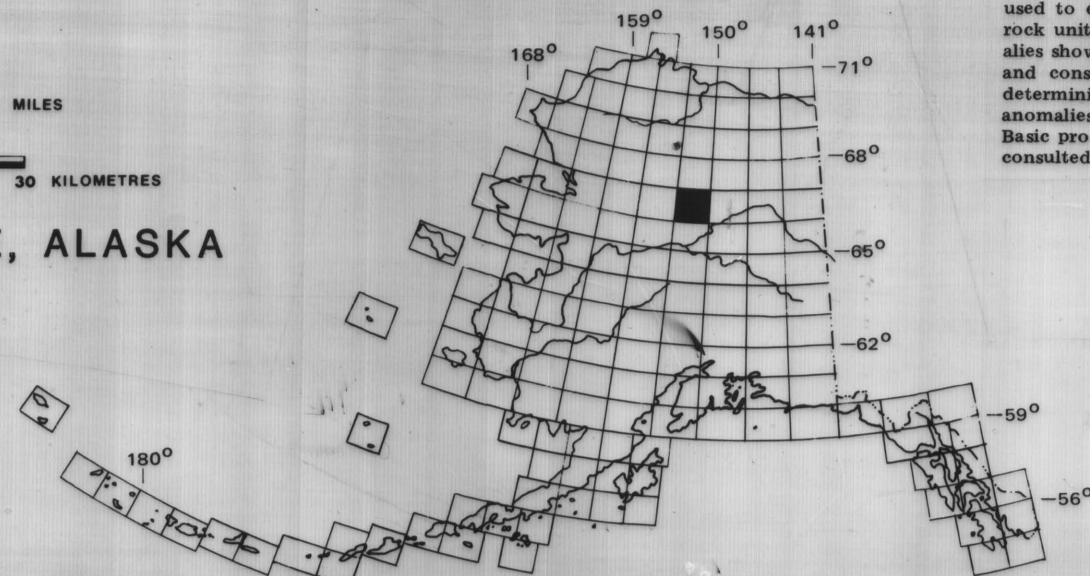 MILES
30 KILOMETRES
, ALASKA
168°
159°
150°
141°
71°
68°
65°
62°
59°
56°
180°
used to
rock unit
alies show
and cons
determini
anomalies
Basic pro
consulted